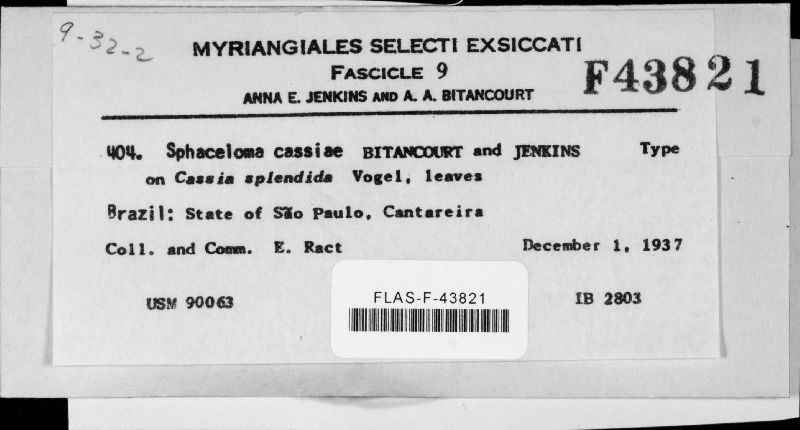 9-32-2
MYRIANGIALES SELECTI EXSICCATI
FASCICLE 9
F43821
ANNA E. JENKINS AND A. A. BITANCOURT
404. Sphaceloma cassiae BITANCOURT and JENKINS Type
on Cassia splendida Vogel, leaves
Brazil: State of São Paulo, Cantareira
Coll. and Comm. E. Ract December 1, 1937
USM 90063 IB 2803
FLAS-F-43821